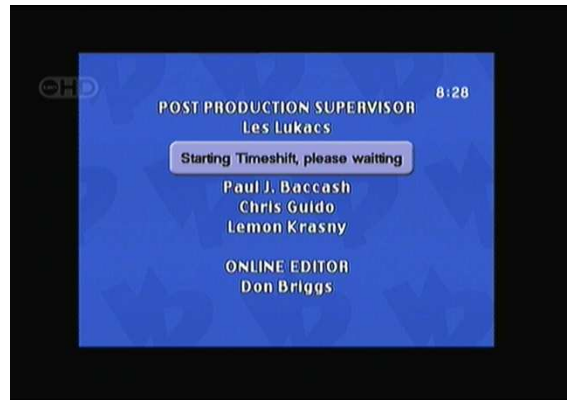 HD
8:28
POST PRODUCTION SUPERVISOR
Les Lukacs
Starting Timeshift, please waitting
Paul J. Baccash
Chris Guido
Lemon Krasny
ONLINE EDITOR
Don Briggs